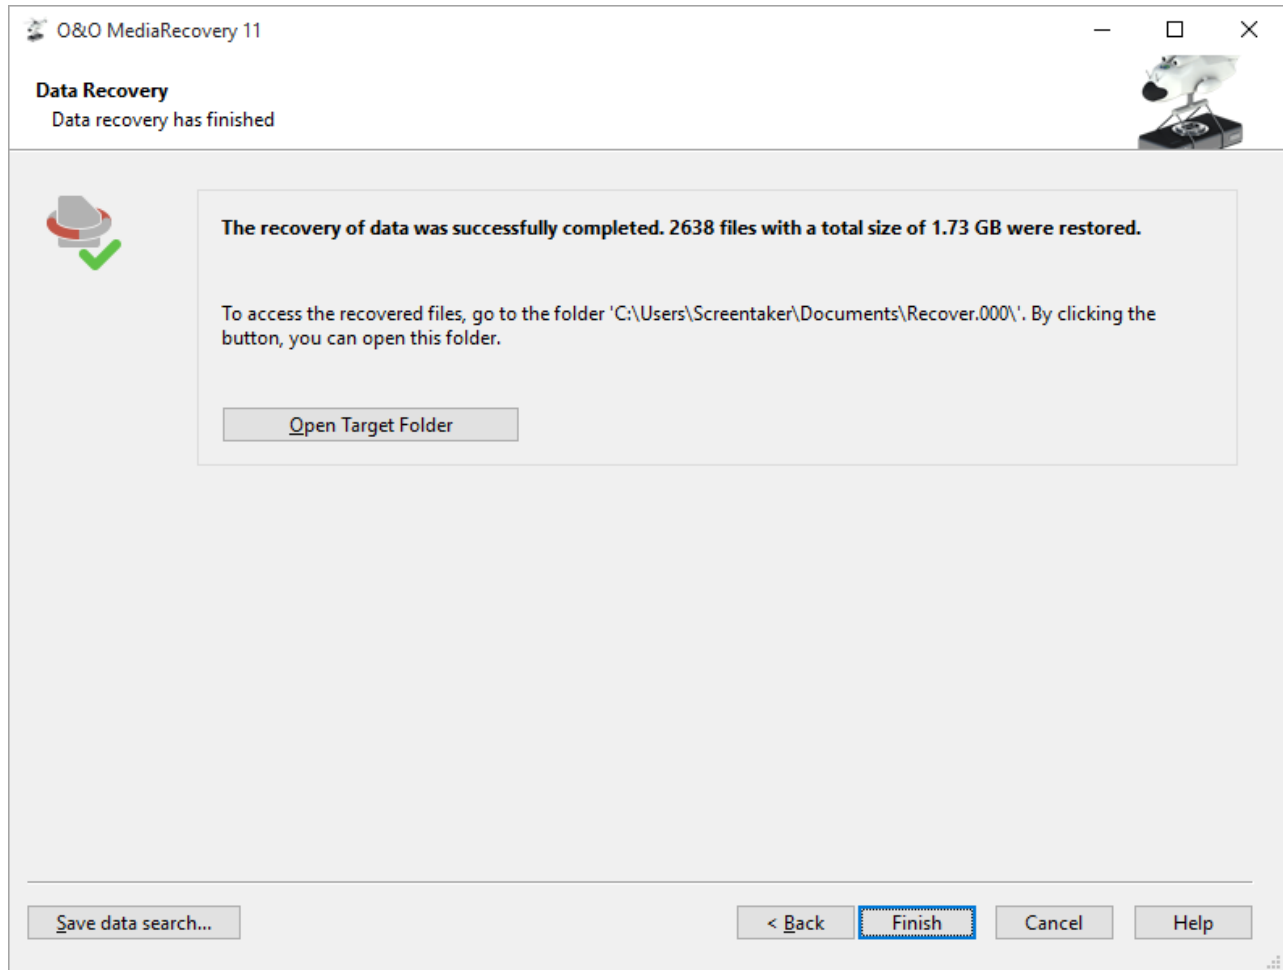 O&O MediaRecovery 11
Data Recovery
Data recovery has finished
The recovery of data was successfully completed. 2638 files with a total size of 1.73 GB were restored.
To access the recovered files, go to the folder 'C:\Users\Screentaker\Documents\Recover.000\'. By clicking the
button, you can open this folder.
Open Target Folder
Save data search...
< Back
Finish
Cancel
Help